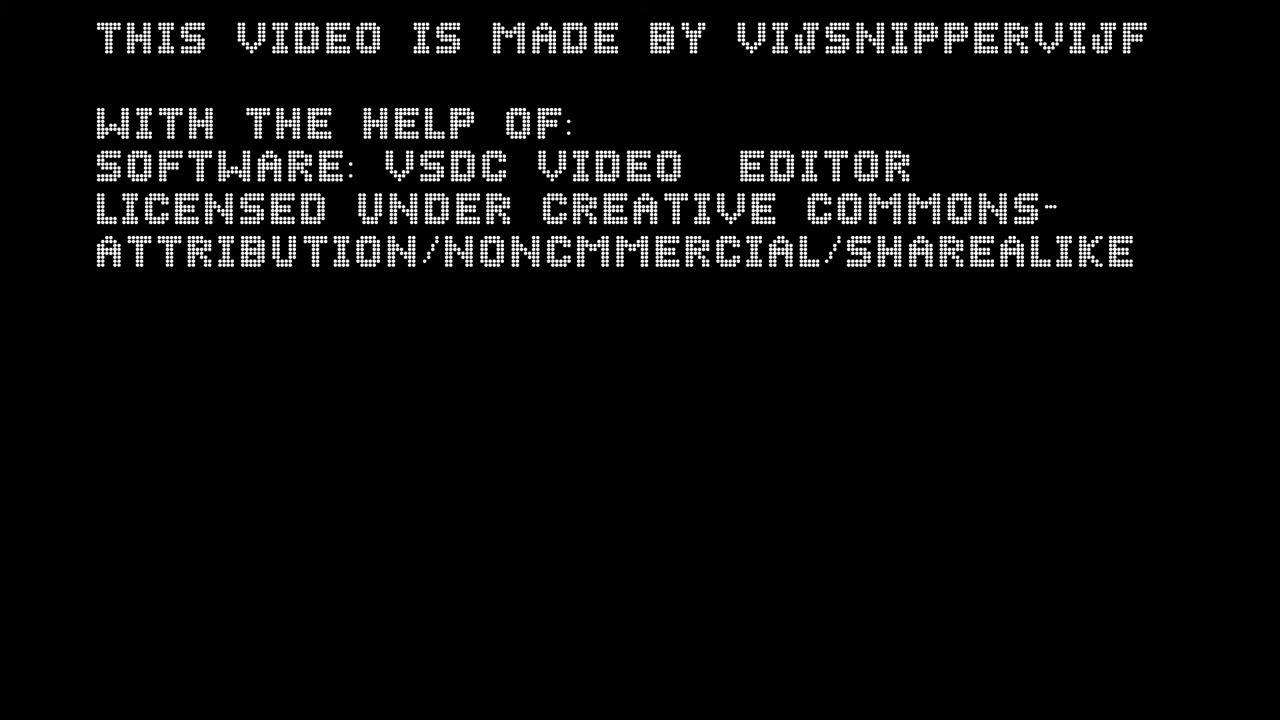 THIS VIDEO IS MADE BY VIJSNIPPERVIJF
WITH THE HELP OF:
SOFTWARE: VSDC VIDEO  EDITOR
LICENSED UNDER CREATIVE COMMONS-
ATTRIBUTION/NONCMMERCIAL/SHAREALIKE